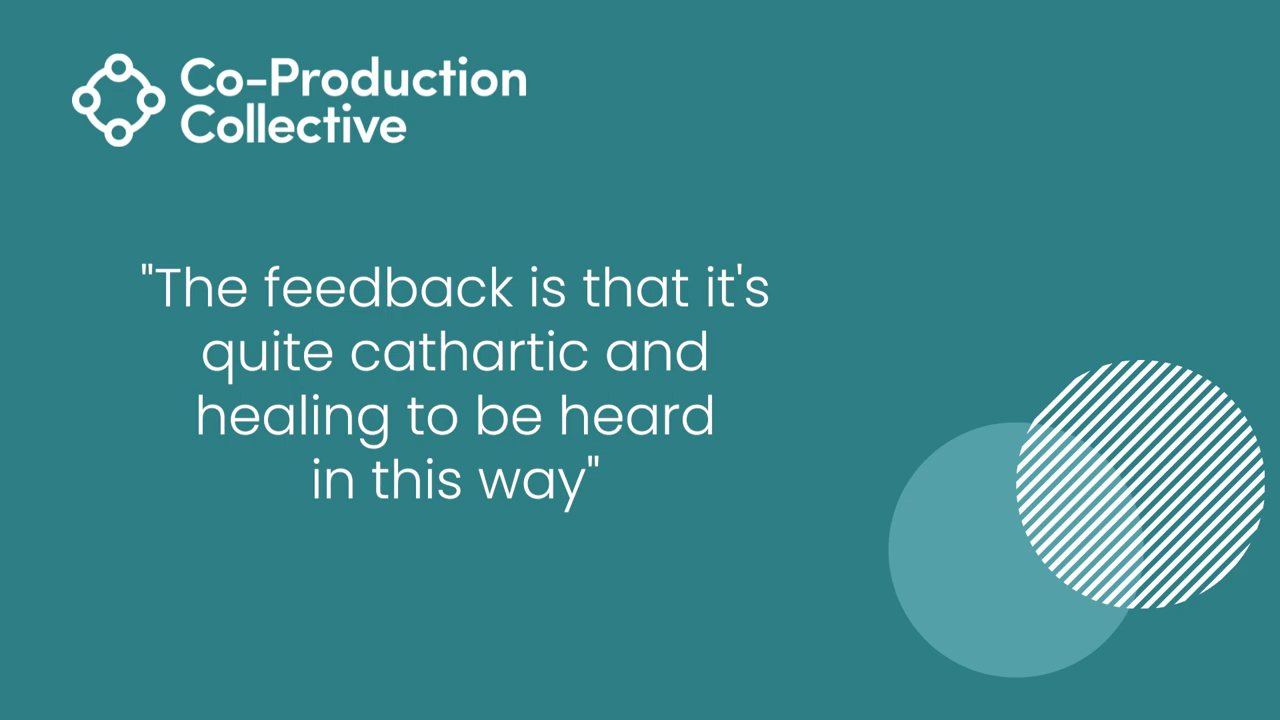 Co-Production
Collective
"The feedback is that it's
quite cathartic and
healing to be heard
in this way"